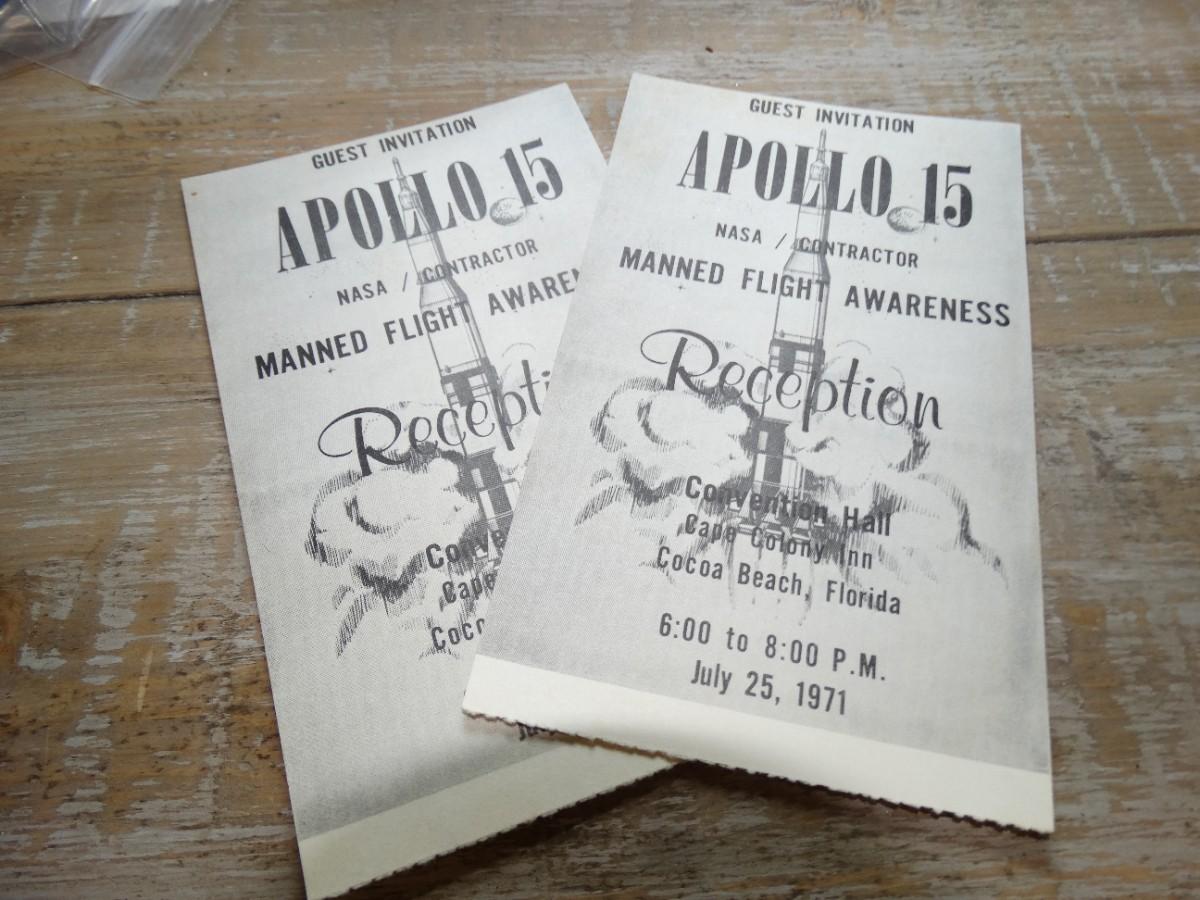 GUEST INVITATION
APOLLO 15
NASA / CONTRACTOR
MANNED FLIGHT
Reception
GUEST INVITATION
APOLLO 15
NASA / CONTRACTOR
MANNED FLIGHT AWARENESS
Reception
Convention Hall
Cape Colony Inn
Cocoa Beach, Florida
6:00 to 8:00 P.M.
July 25, 1971